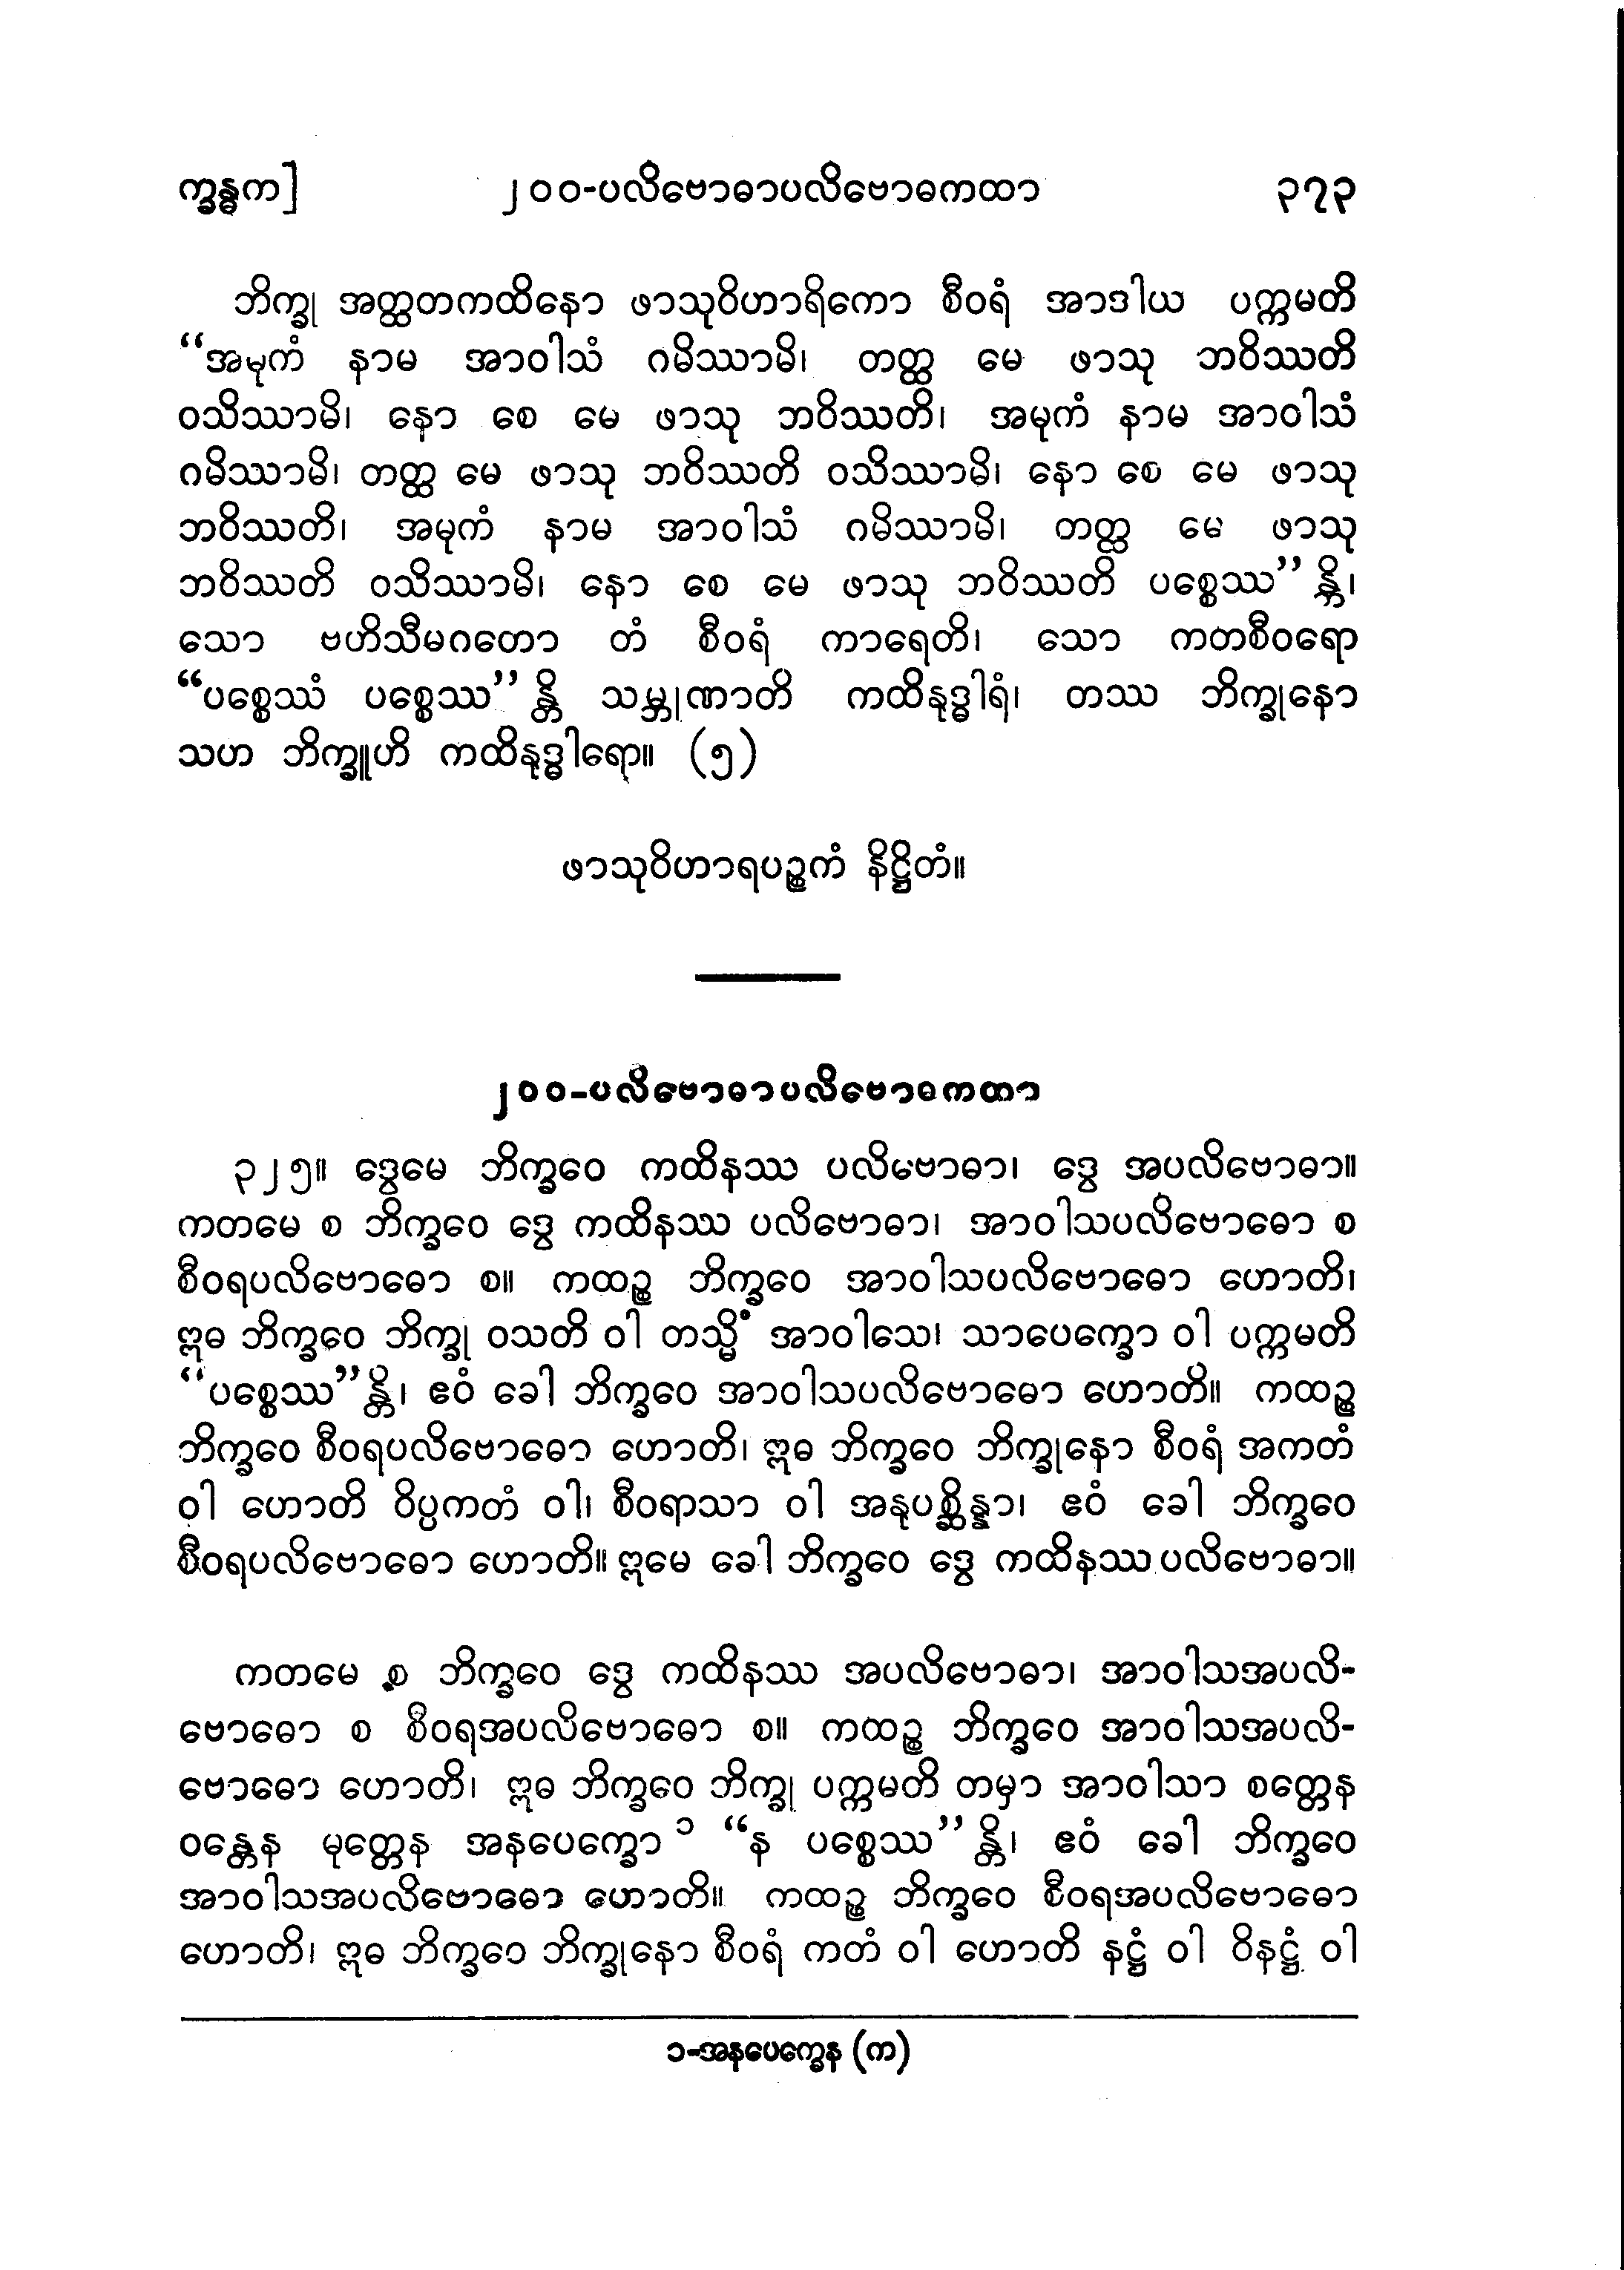 က္ခန္ဓက]
၂၀၀-ပလိဗောဓာပလိဗောဓကထာ
၃၇၃
ဘိက္ခု အတ္ထတကထိနော ဖာသုဝိဟာရိကော စီဝရံ အာဒါယ ပက္ကမတိ
“အမုကံ နာမ အာဝါသံ ဂမိဿာမိ၊ တတ္ထ မေ ဖာသု ဘဝိဿတိ
ဝသိဿာမိ၊ နော စေ မေ ဖာသု ဘဝိဿတိ၊ အမုကံ နာမ အာဝါသံ
ဂမိဿာမိ၊ တတ္ထ မေ ဖာသု ဘဝိဿတိ ဝသိဿာမိ၊ နော စေ မေ ဖာသု
ဘဝိဿတိ၊ အမုကံ နာမ အာဝါသံ ဂမိဿာမိ၊ တတ္ထ မေ ဖာသု
ဘဝိဿတိ ဝသိဿာမိ၊ နော စေ မေ ဖာသု ဘဝိဿတိ ပစ္စေဿ”န္တိ၊
သော ဗဟိသီမဂတော တံ စီဝရံ ကာရေတိ၊ သော ကတစီဝရော
“ပစ္စေဿံ ပစ္စေဿ”န္တိ သမ္ဘုဏာတိ ကထိနုဒ္ဓါရံ၊ တဿ ဘိက္ခုနော
သဟ ဘိက္ခူဟိ ကထိနုဒ္ဓါရော။ (၅)
ဖာသုဝိဟာရပဉ္စကံ နိဋ္ဌိတံ။
၂၀၀-ပလိဗောဓာပလိဗောဓကထာ
၃၂၅။ ဒွေမေ ဘိက္ခဝေ ကထိနဿ ပလိဗောဓာ၊ ဒွေ အပလိဗောဓာ။
ကတမေ စ ဘိက္ခဝေ ဒွေ ကထိနဿ ပလိဗောဓာ၊ အာဝါသပလိဗောဓော စ
စီဝရပလိဗောဓော စ။ ကထဉ္စ ဘိက္ခဝေ အာဝါသပလိဗောဓော ဟောတိ၊
ဣဓ ဘိက္ခဝေ ဘိက္ခု ဝသတိ ဝါ တသ္မိံ အာဝါသေ၊ သာပေက္ခော ဝါ ပက္ကမတိ
“ပစ္စေဿ”န္တိ၊ ဧဝံ ခေါ ဘိက္ခဝေ အာဝါသပလိဗောဓော ဟောတိ။ ကထဉ္စ
ဘိက္ခဝေ စီဝရပလိဗောဓော ဟောတိ၊ ဣဓ ဘိက္ခဝေ ဘိက္ခုနော စီဝရံ အကတံ
ဝါ ဟောတိ ဝိပ္ပကတံ ဝါ၊ စီဝရာသာ ဝါ အနုပစ္ဆိန္နာ၊ ဧဝံ ခေါ ဘိက္ခဝေ
စီဝရပလိဗောဓော ဟောတိ။ ဣမေ ခေါ ဘိက္ခဝေ ဒွေ ကထိနဿ ပလိဗောဓာ။
ကတမေ စ ဘိက္ခဝေ ဒွေ ကထိနဿ အပလိဗောဓာ၊ အာဝါသအပလိ-
ဗောဓော စ စီဝရအပလိဗောဓော စ။ ကထဉ္စ ဘိက္ခဝေ အာဝါသအပလိ-
ဗောဓော ဟောတိ၊ ဣဓ ဘိက္ခဝေ ဘိက္ခု ပက္ကမတိ တမှာ အာဝါသာ စတ္တေန
ဝန္တေန မုတ္တေန အနပေက္ခော ၁ “န ပစ္စေဿ”န္တိ၊ ဧဝံ ခေါ ဘိက္ခဝေ
အာဝါသအပလိဗောဓော ဟောတိ။ ကထဉ္စ ဘိက္ခဝေ စီဝရအပလိဗောဓော
ဟောတိ၊ ဣဓ ဘိက္ခဝေ ဘိက္ခုနော စီဝရံ ကတံ ဝါ ဟောတိ နဋ္ဌံ ဝါ ဝိနဋ္ဌံ ဝါ
၁-အနပေက္ခေန (က)